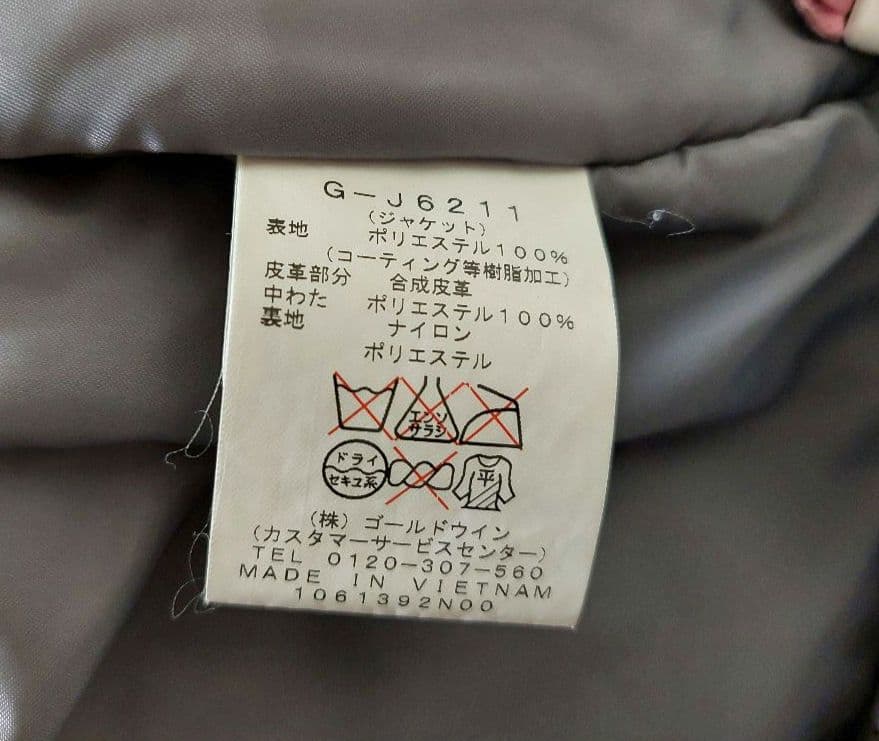 G-J6211
(ジャケット)
表地 ポリエステル100%
(コーティング等樹脂加工)
皮革部分 合成皮革
中わた ポリエステル100%
裏地 ナイロン
ポリエステル
エンソ
サラシ
ドライ
セキユ系
平
(株) ゴールドウイン
(カスタマーサービスセンター)
TEL 0120-307-560
MADE IN VIETNAM
1061392N00